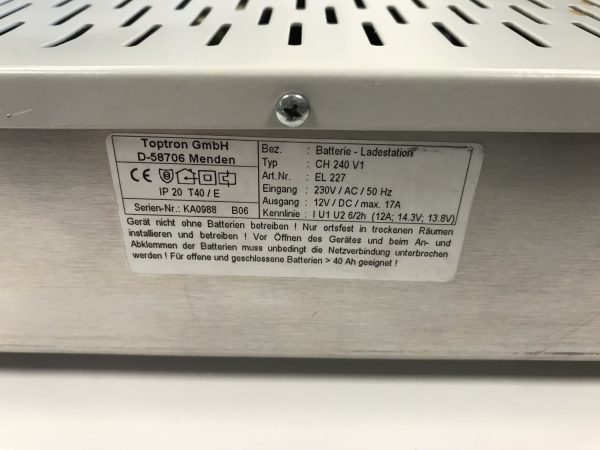 Toptron GmbH
D-58706 Menden
CE
IP 20 T40 / E
Serien-Nr.: KA0988 B06
Bez. : Batterie - Ladestation
Typ : CH 240 V1
Art.Nr. : EL 227
Eingang : 230V / AC / 50 Hz
Ausgang : 12V / DC / max. 17A
Kennlinie : I U1 U2 6/2h (12A; 14.3V; 13.8V)
Gerät nicht ohne Batterien betreiben ! Nur ortsfest in trockenen Räumen
installieren und betreiben ! Vor Öffnen des Gerätes und beim An- und
Abklemmen der Batterien muss unbedingt die Netzverbindung unterbrochen
werden ! Für offene und geschlossene Batterien > 40 Ah geeignet !